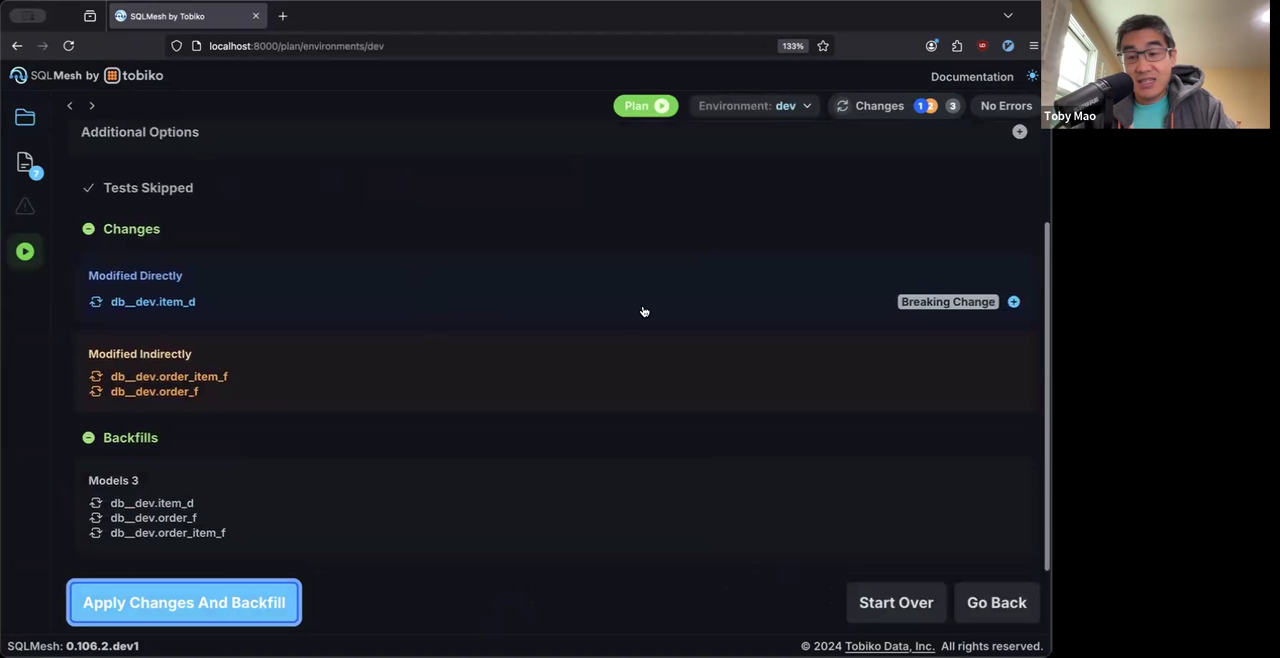 SQLMesh by Tobiko
localhost:8000/plan/environments/dev
133%
SQLMesh by tobiko
Documentation
Plan
Environment: dev
Changes 1 2 3
No Errors
Toby Mao
Additional Options
Tests Skipped
7
Changes
Modified Directly
db__dev.item_d
Breaking Change
Modified Indirectly
db__dev.order_item_f
db__dev.order_f
Backfills
Models 3
db__dev.item_d
db__dev.order_f
db__dev.order_item_f
Apply Changes And Backfill
Start Over
Go Back
SQLMesh: 0.106.2.dev1
© 2024 Tobiko Data, Inc. All rights reserved.